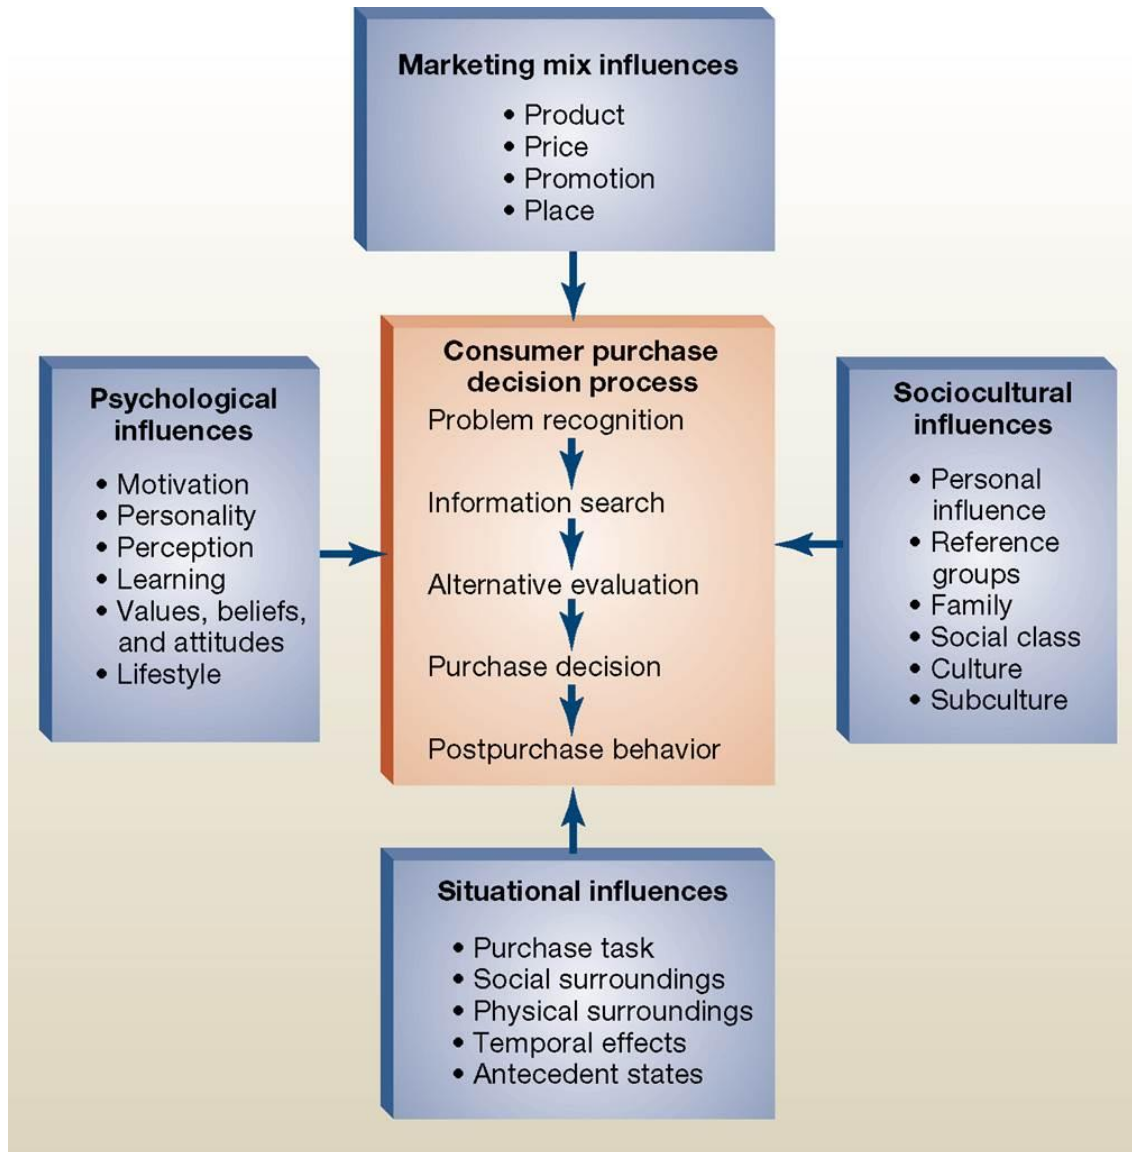 Marketing mix influences
• Product
• Price
• Promotion
• Place
Psychological
influences
• Motivation
• Personality
• Perception
• Learning
• Values, beliefs,
and attitudes
• Lifestyle
Consumer purchase
decision process
Problem recognition
Information search
Alternative evaluation
Purchase decision
Postpurchase behavior
Sociocultural
influences
• Personal
influence
• Reference
groups
• Family
• Social class
• Culture
• Subculture
Situational influences
• Purchase task
• Social surroundings
• Physical surroundings
• Temporal effects
• Antecedent states